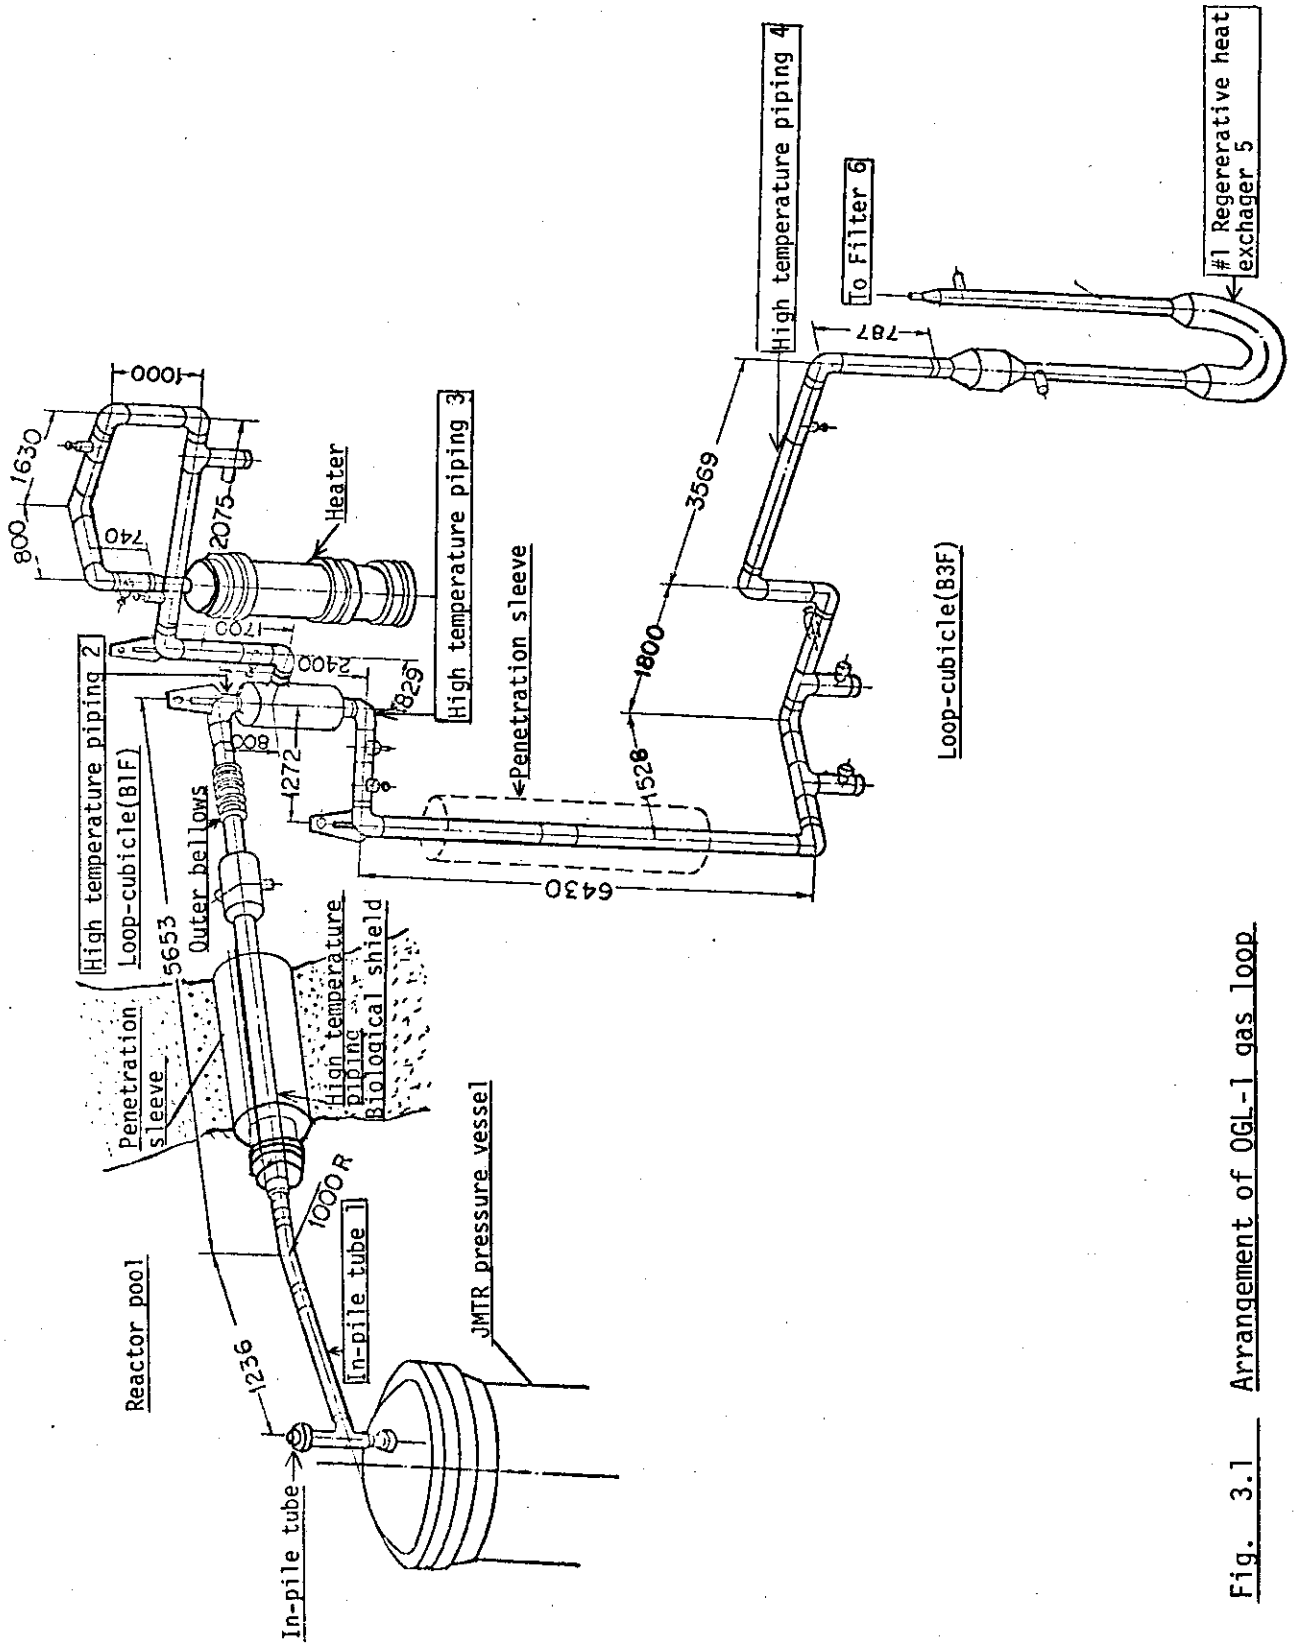 Reactor pool
In-pile tube
1236
In-pile tube 1
1000R
JMTR pressure vessel
Penetration
sleeve
5653
High temperature
piping
Biological shield
High temperature piping 2
Loop-cubicle(B1F)
Outer bellows
800
1272
829
2400
1700
740
800
1630
1000
2075
Heater
High temperature piping 3
←Penetration sleeve
6430
1528
1800
3569
Loop-cubicle(B3F)
High temperature piping 4
787
To Filter 6
#1 Regererative heat
exchager 5
Fig. 3.1 Arrangement of OGL-1 gas loop